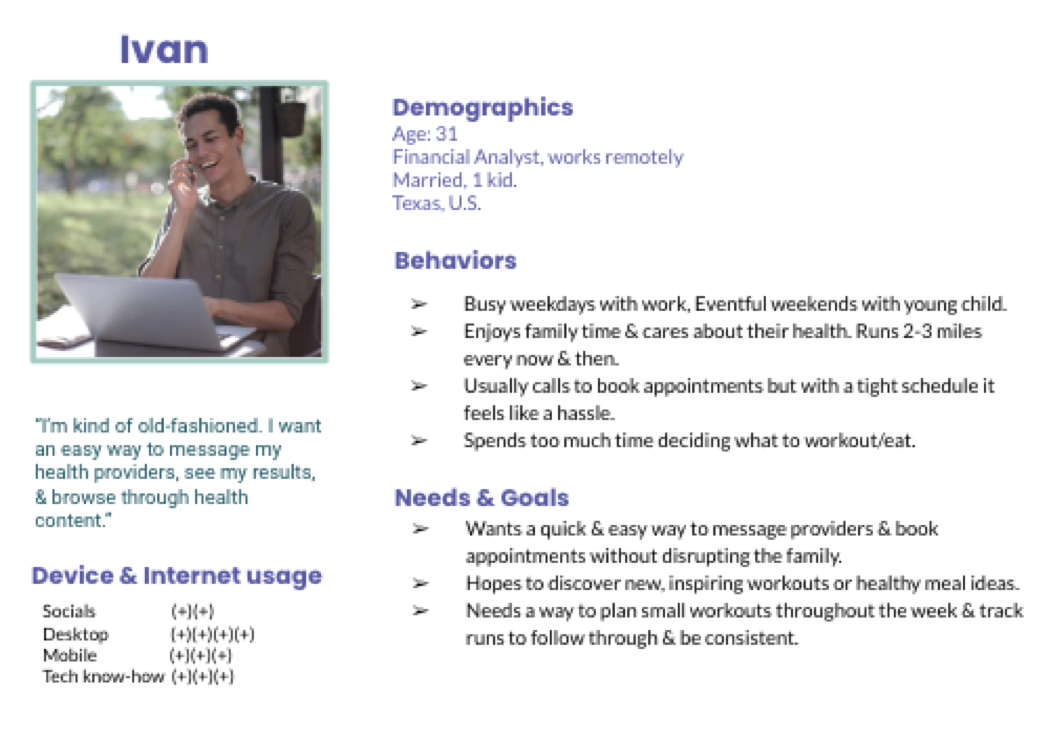 Ivan
Demographics
Age: 31
Financial Analyst, works remotely
Married, 1 kid.
Texas, U.S.
Behaviors
➢ Busy weekdays with work, Eventful weekends with young child.
➢ Enjoys family time & cares about their health. Runs 2-3 miles
every now & then.
➢ Usually calls to book appointments but with a tight schedule it
feels like a hassle.
➢ Spends too much time deciding what to workout/eat.
"I'm kind of old-fashioned. I want
an easy way to message my
health providers, see my results,
& browse through health
content."
Needs & Goals
➢ Wants a quick & easy way to message providers & book
appointments without disrupting the family.
➢ Hopes to discover new, inspiring workouts or healthy meal ideas.
➢ Needs a way to plan small workouts throughout the week & track
runs to follow through & be consistent.
Device & Internet usage
Socials (+)(+)
Desktop (+)(+)(+)(+)
Mobile (+)(+)(+)
Tech know-how (+)(+)(+)